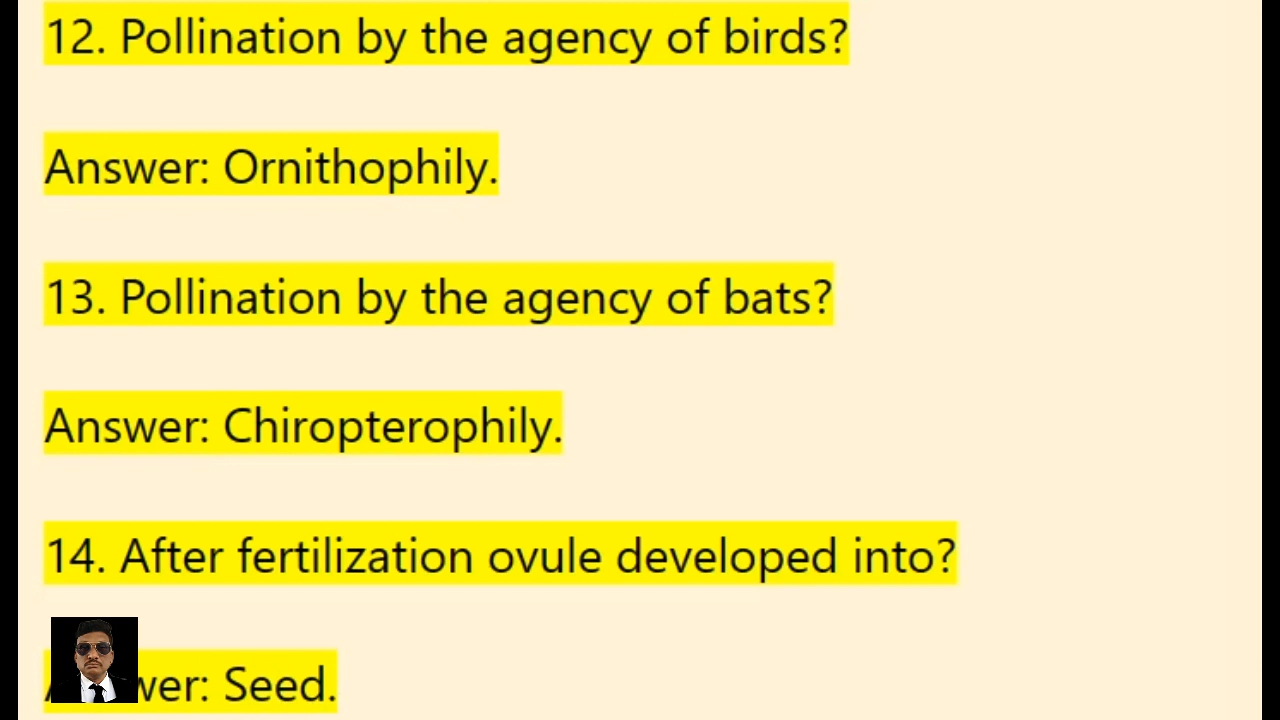 12. Pollination by the agency of birds?
Answer: Ornithophily.
13. Pollination by the agency of bats?
Answer: Chiropterophily.
14. After fertilization ovule developed into?
wer: Seed.